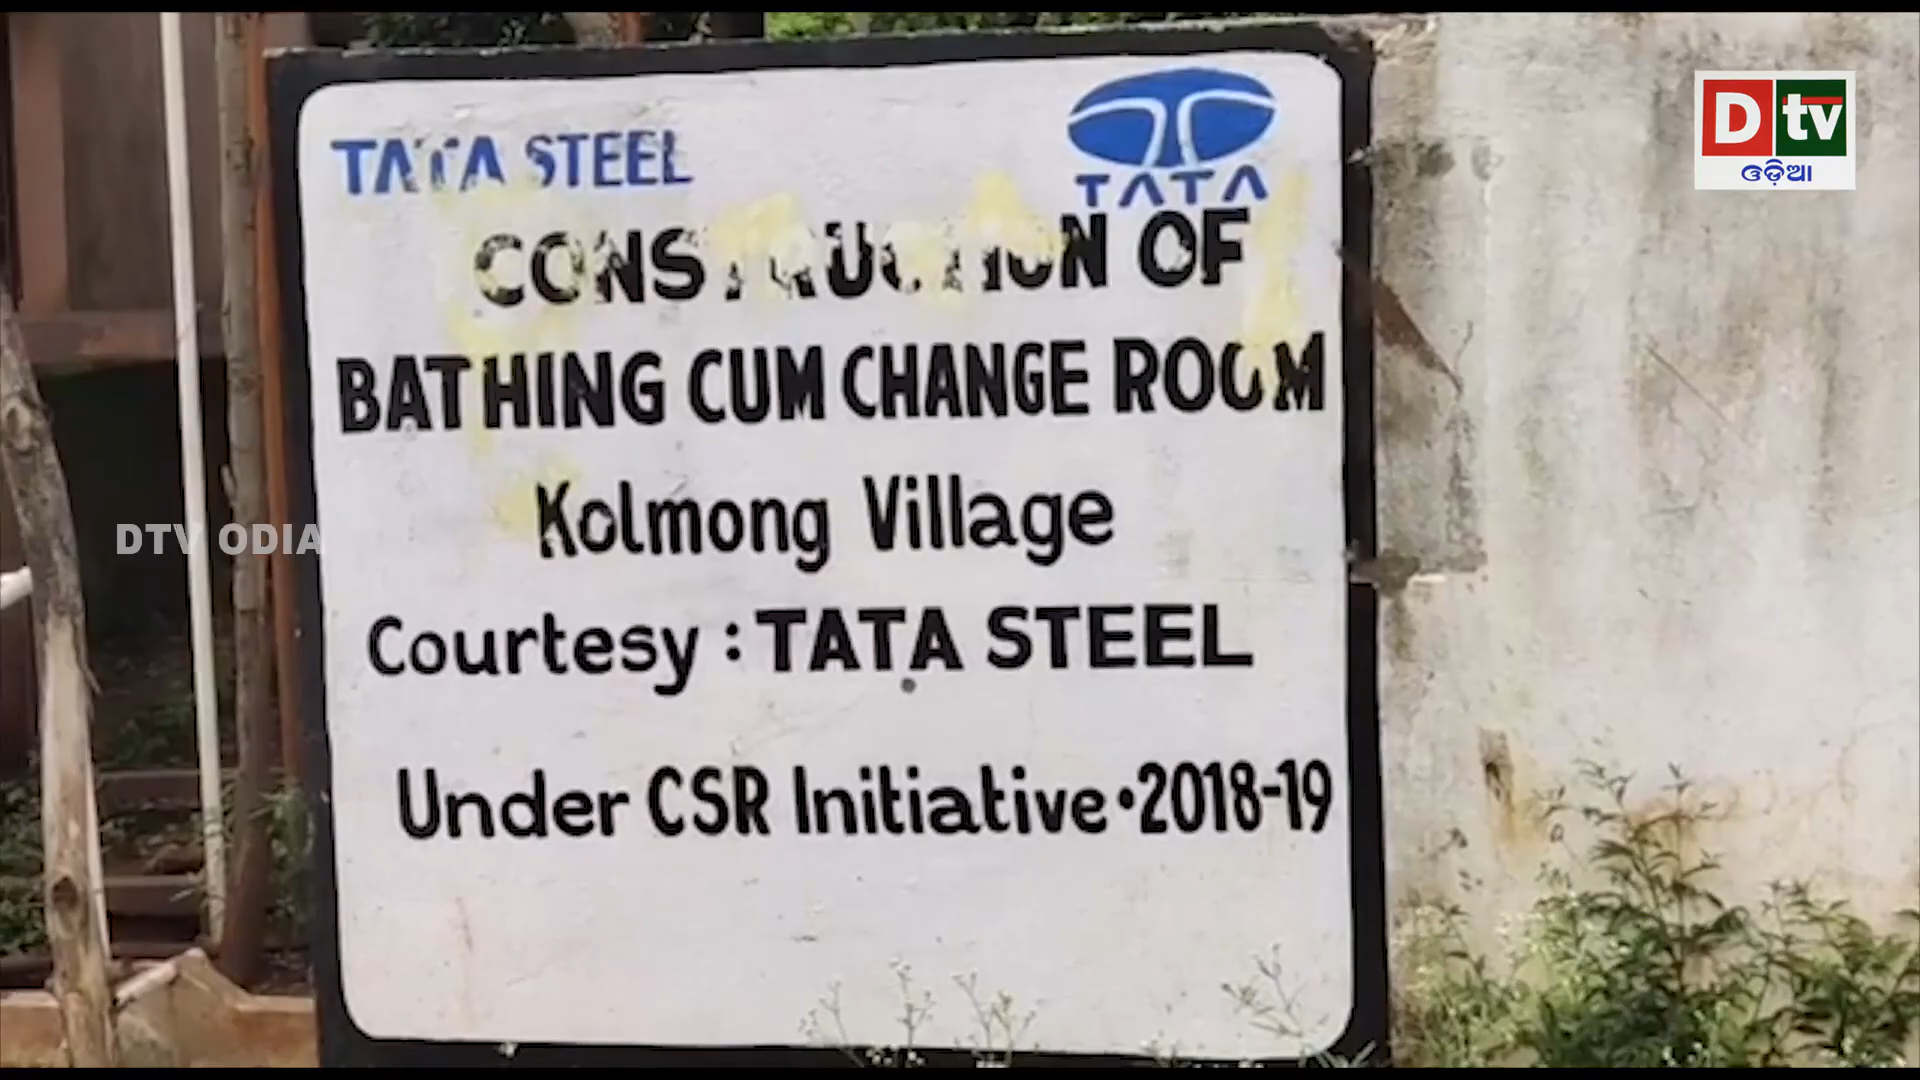 TATA STEEL
TATA
CONSTRUCTION OF
BATHING CUM CHANGE ROOM
Kolmong Village
Courtesy : TATA STEEL
Under CSR Initiative • 2018-19
D tv
ଓଡ଼ିଆ
DTV ODIA